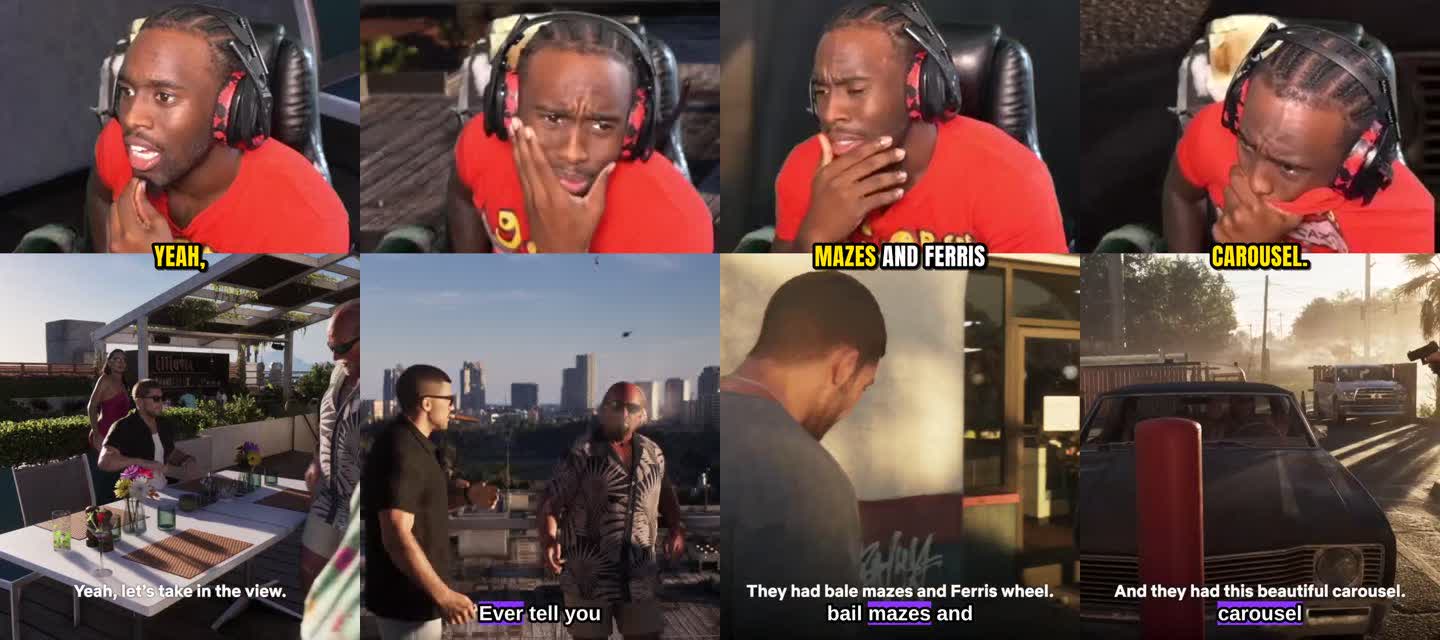 YEAH,
Yeah, let's take in the view.
Ever tell you
MAZES AND FERRIS
They had bale mazes and Ferris wheel.
bail mazes and
CAROUSEL.
And they had this beautiful carousel.
carousel